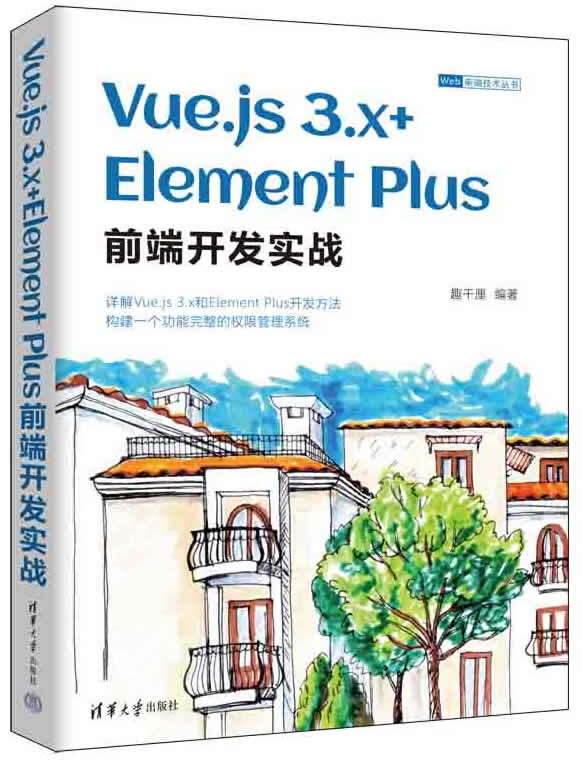 Web 前端技术丛书
Vue.js 3.x+
Element Plus
前端开发实战
趣千厘 编著
详解Vue.js 3.x和Element Plus开发方法
构建一个功能完整的权限管理系统
清华大学出版社
Vue.js 3.x+Element Plus前端开发实战
清华大学出版社